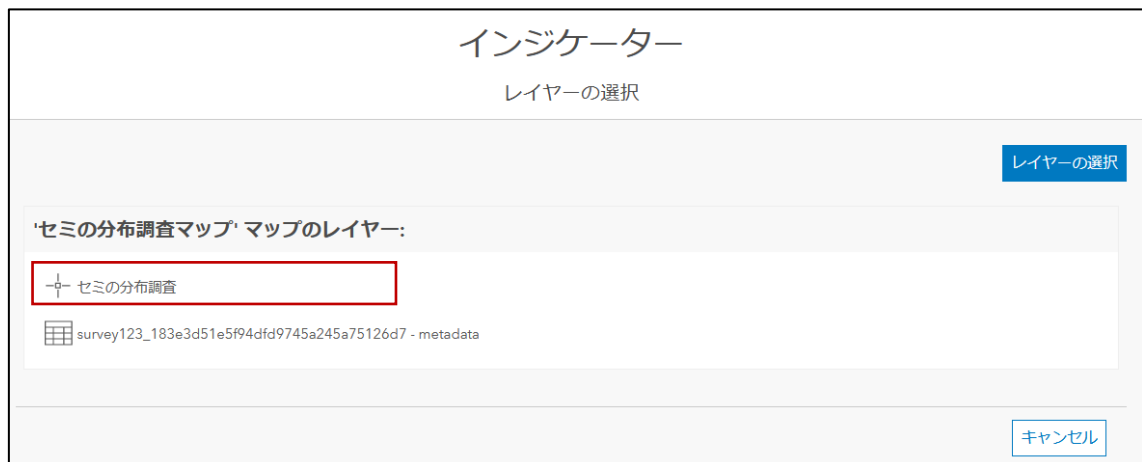 インジケーター
レイヤーの選択
レイヤーの選択
'セミの分布調査マップ' マップのレイヤー:
セミの分布調査
survey123_183e3d51e5f94dfd9745a245a75126d7 - metadata
キャンセル